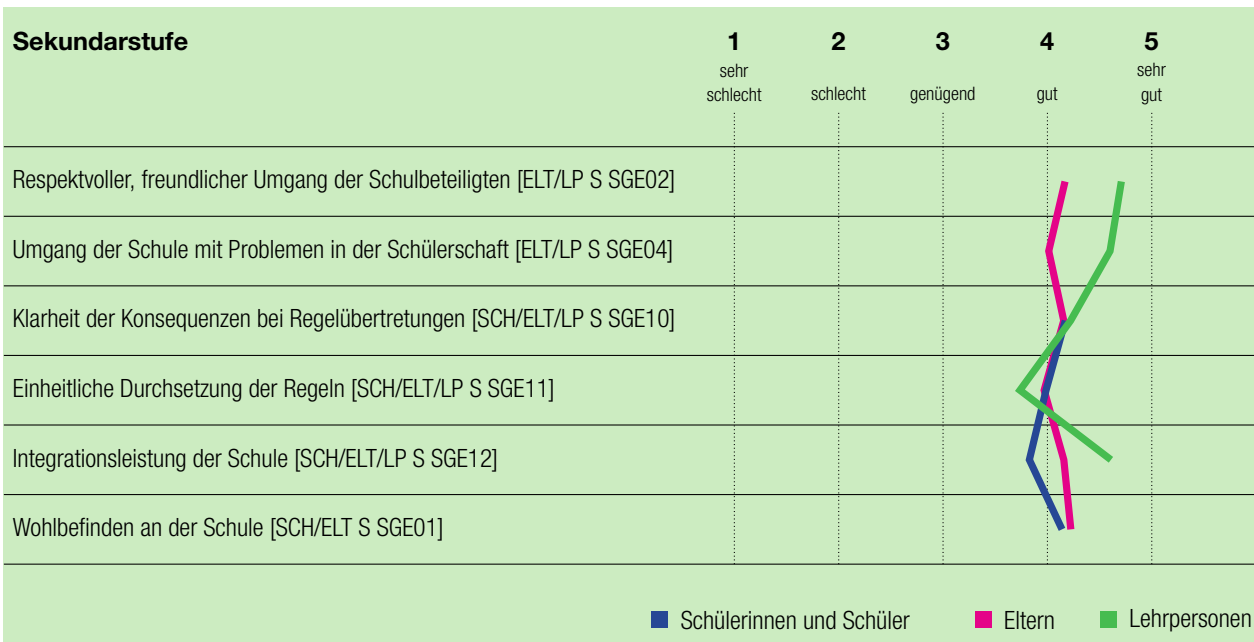 Sekundarstufe 1 2 3 4 5
sehr schlecht schlecht genügend gut sehr gut
Respektvoller, freundlicher Umgang der Schulbeteiligten [ELT/LP S SGE02]
Umgang der Schule mit Problemen in der Schülerschaft [ELT/LP S SGE04]
Klarheit der Konsequenzen bei Regelübertretungen [SCH/ELT/LP S SGE10]
Einheitliche Durchsetzung der Regeln [SCH/ELT/LP S SGE11]
Integrationsleistung der Schule [SCH/ELT/LP S SGE12]
Wohlbefinden an der Schule [SCH/ELT S SGE01]
Schülerinnen und Schüler Eltern Lehrpersonen